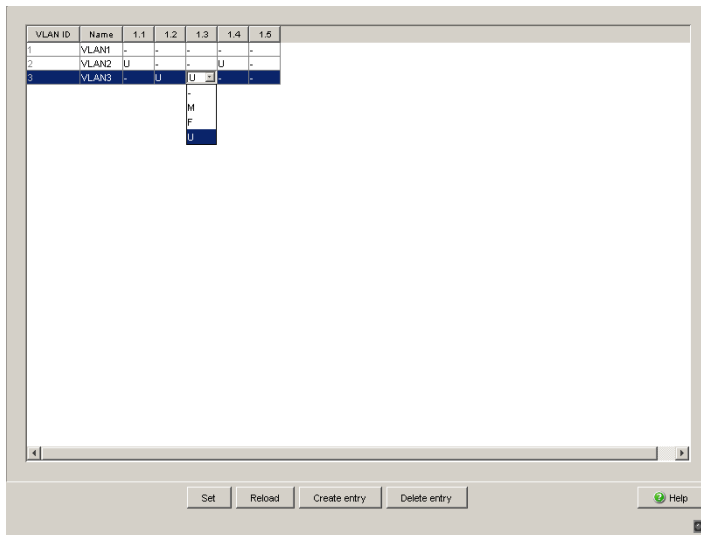 VLAN ID Name 1.1 1.2 1.3 1.4 1.5
1 VLAN1 - - - - -
2 VLAN2 U - - U -
3 VLAN3 - U U - -
-
M
F
U
Set Reload Create entry Delete entry Help